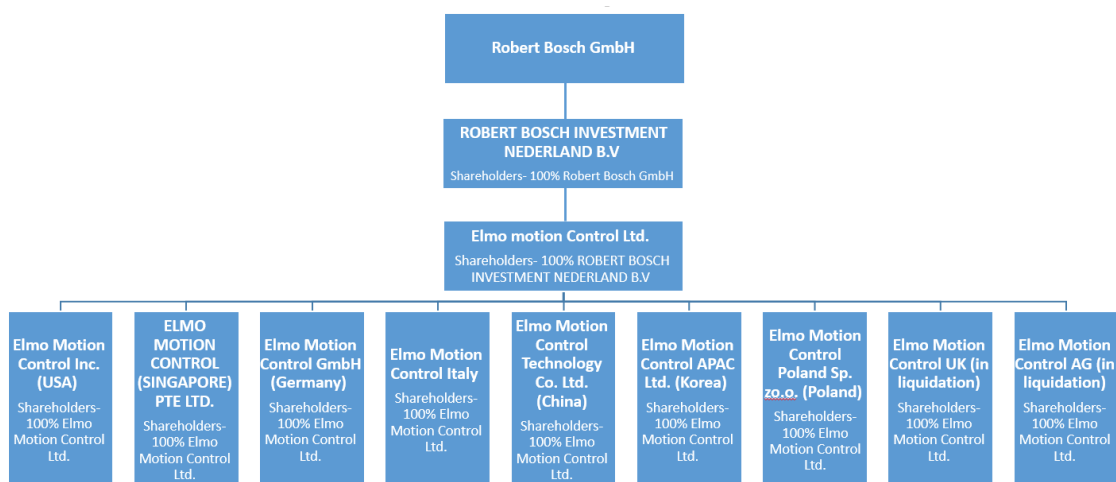 Robert Bosch GmbH
ROBERT BOSCH INVESTMENT
NEDERLAND B.V
Shareholders- 100% Robert Bosch GmbH
Elmo motion Control Ltd.
Shareholders- 100% ROBERT BOSCH
INVESTMENT NEDERLAND B.V
Elmo Motion
Control Inc.
(USA)
Shareholders-
100% Elmo
Motion Control
Ltd.
ELMO
MOTION
CONTROL
(SINGAPORE)
PTE LTD.
Shareholders-
100% Elmo
Motion Control
Ltd.
Elmo Motion
Control GmbH
(Germany)
Shareholders-
100% Elmo
Motion Control
Ltd.
Elmo Motion
Control Italy
Shareholders-
100% Elmo
Motion Control
Ltd.
Elmo Motion
Control
Technology
Co. Ltd.
(China)
Shareholders-
100% Elmo
Motion Control
Ltd.
Elmo Motion
Control APAC
Ltd. (Korea)
Shareholders-
100% Elmo
Motion Control
Ltd.
Elmo Motion
Control
Poland Sp.
zo.o. (Poland)
Shareholders-
100% Elmo
Motion Control
Ltd.
Elmo Motion
Control UK (in
liquidation)
Shareholders-
100% Elmo
Motion Control
Ltd.
Elmo Motion
Control AG (in
liquidation)
Shareholders-
100% Elmo
Motion Control
Ltd.